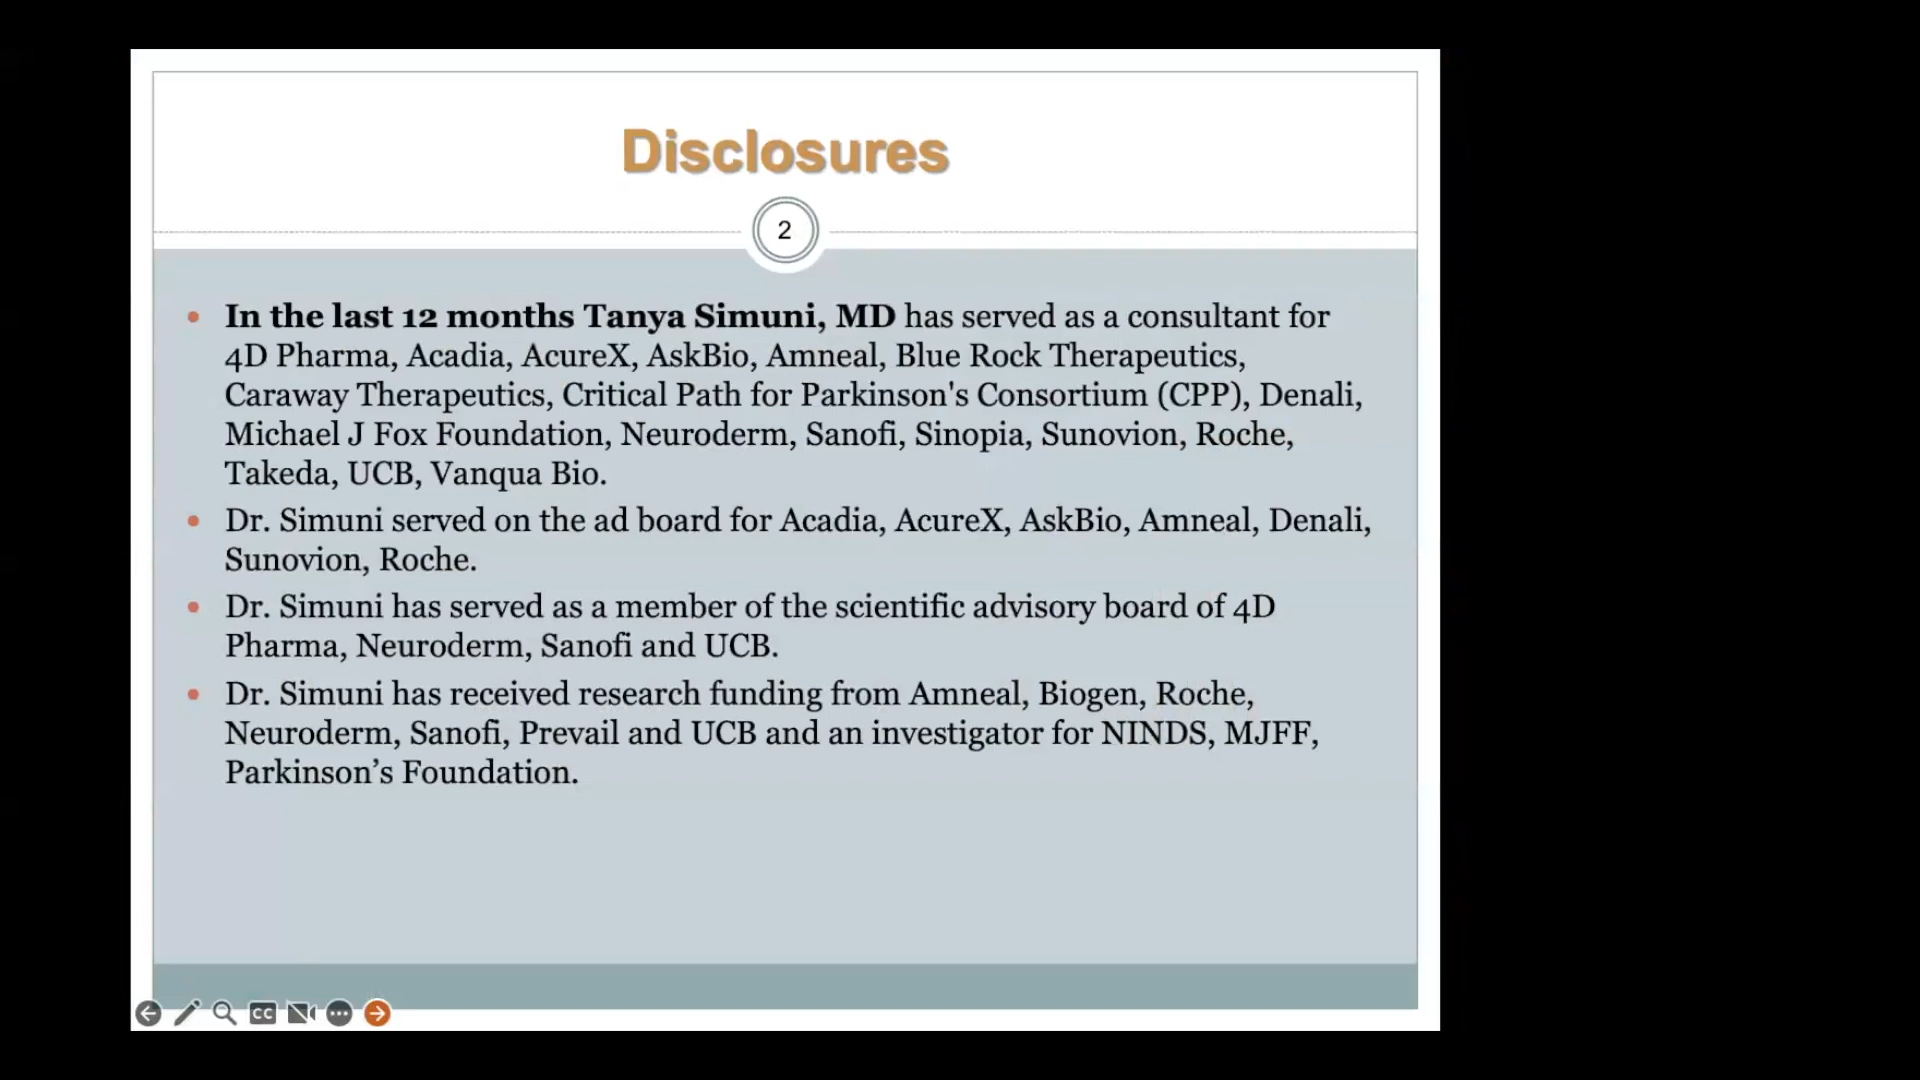 Disclosures
2
• In the last 12 months Tanya Simuni, MD has served as a consultant for
4D Pharma, Acadia, AcureX, AskBio, Amneal, Blue Rock Therapeutics,
Caraway Therapeutics, Critical Path for Parkinson's Consortium (CPP), Denali,
Michael J Fox Foundation, Neuroderm, Sanofi, Sinopia, Sunovion, Roche,
Takeda, UCB, Vanqua Bio.
• Dr. Simuni served on the ad board for Acadia, AcureX, AskBio, Amneal, Denali,
Sunovion, Roche.
• Dr. Simuni has served as a member of the scientific advisory board of 4D
Pharma, Neuroderm, Sanofi and UCB.
• Dr. Simuni has received research funding from Amneal, Biogen, Roche,
Neuroderm, Sanofi, Prevail and UCB and an investigator for NINDS, MJFF,
Parkinson’s Foundation.
CC